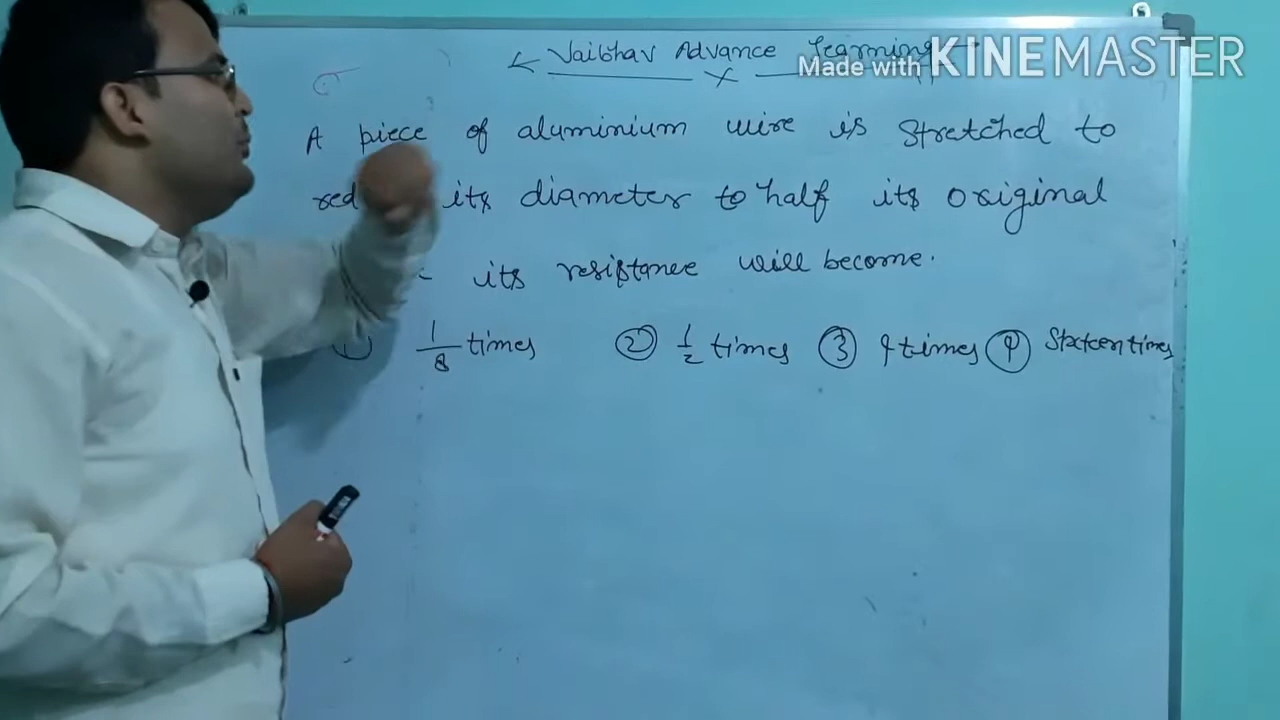 Vaibhav Advance Learning
Made with KINEMASTER
A piece of aluminium wire is stretched to
its diameter to half its original
its resistance will become.
1/8 times ② 1/2 times ③ 4 times ④ Sixteen times